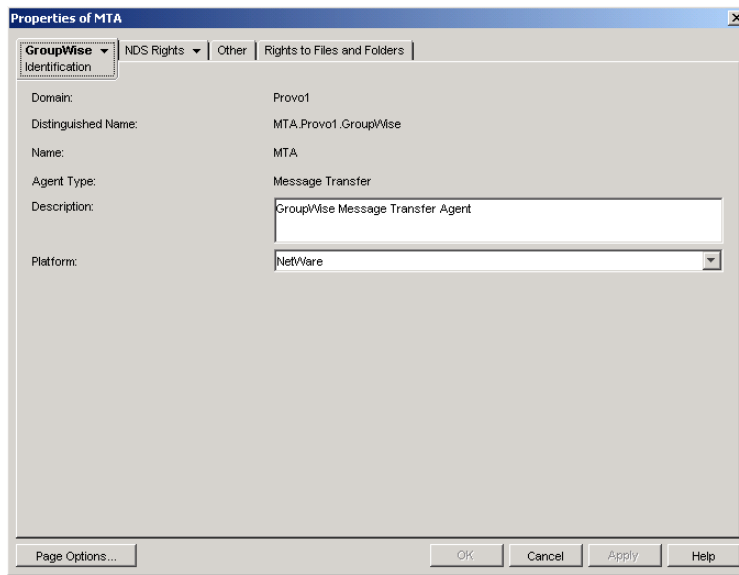 Properties of MTA
GroupWise NDS Rights Other Rights to Files and Folders
Identification
Domain: Provo1
Distinguished Name: MTA.Provo1.GroupWise
Name: MTA
Agent Type: Message Transfer
Description: GroupWise Message Transfer Agent
Platform: NetWare
Page Options... OK Cancel Apply Help